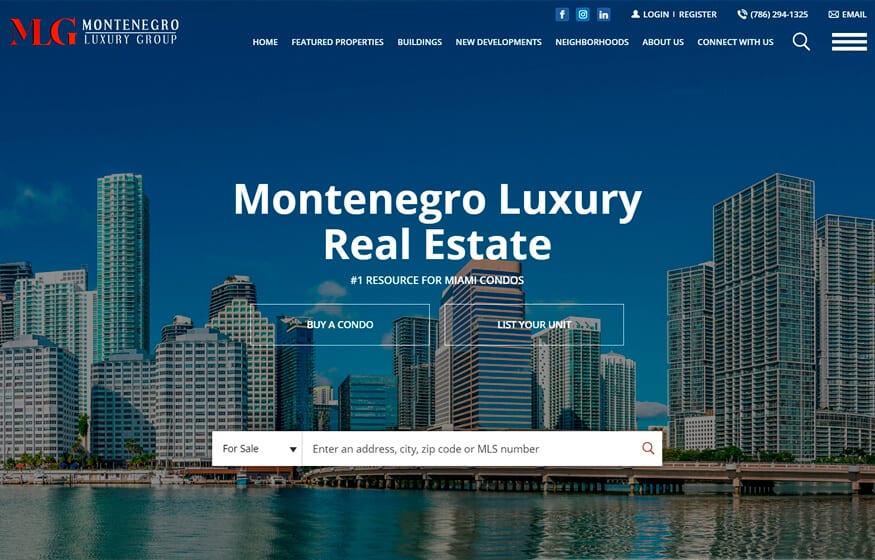 MLG MONTENEGRO
LUXURY GROUP
LOGIN | REGISTER (786) 294-1325 EMAIL
HOME FEATURED PROPERTIES BUILDINGS NEW DEVELOPMENTS NEIGHBORHOODS ABOUT US CONNECT WITH US
Montenegro Luxury
Real Estate
#1 RESOURCE FOR MIAMI CONDOS
BUY A CONDO LIST YOUR UNIT
For Sale Enter an address, city, zip code or MLS number